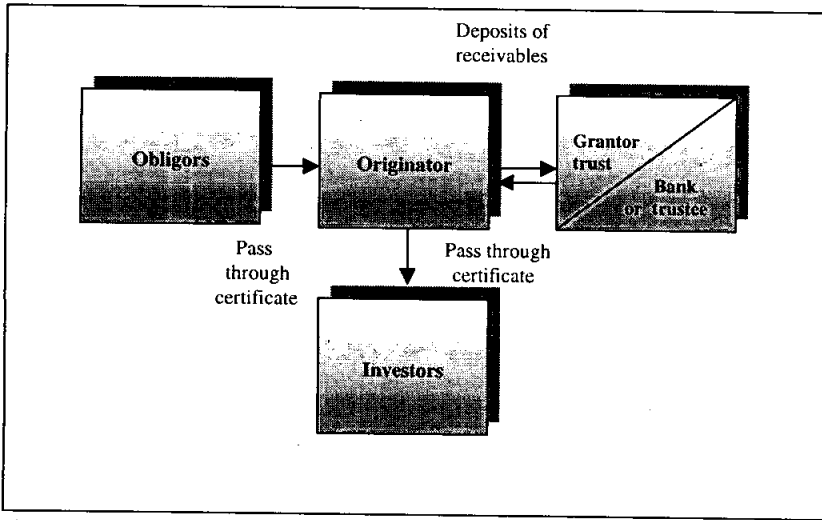 Deposits of
receivables
Obligors
Originator
Grantor
trust
Bank
or trustee
Pass
through
certificate
Pass through
certificate
Investors